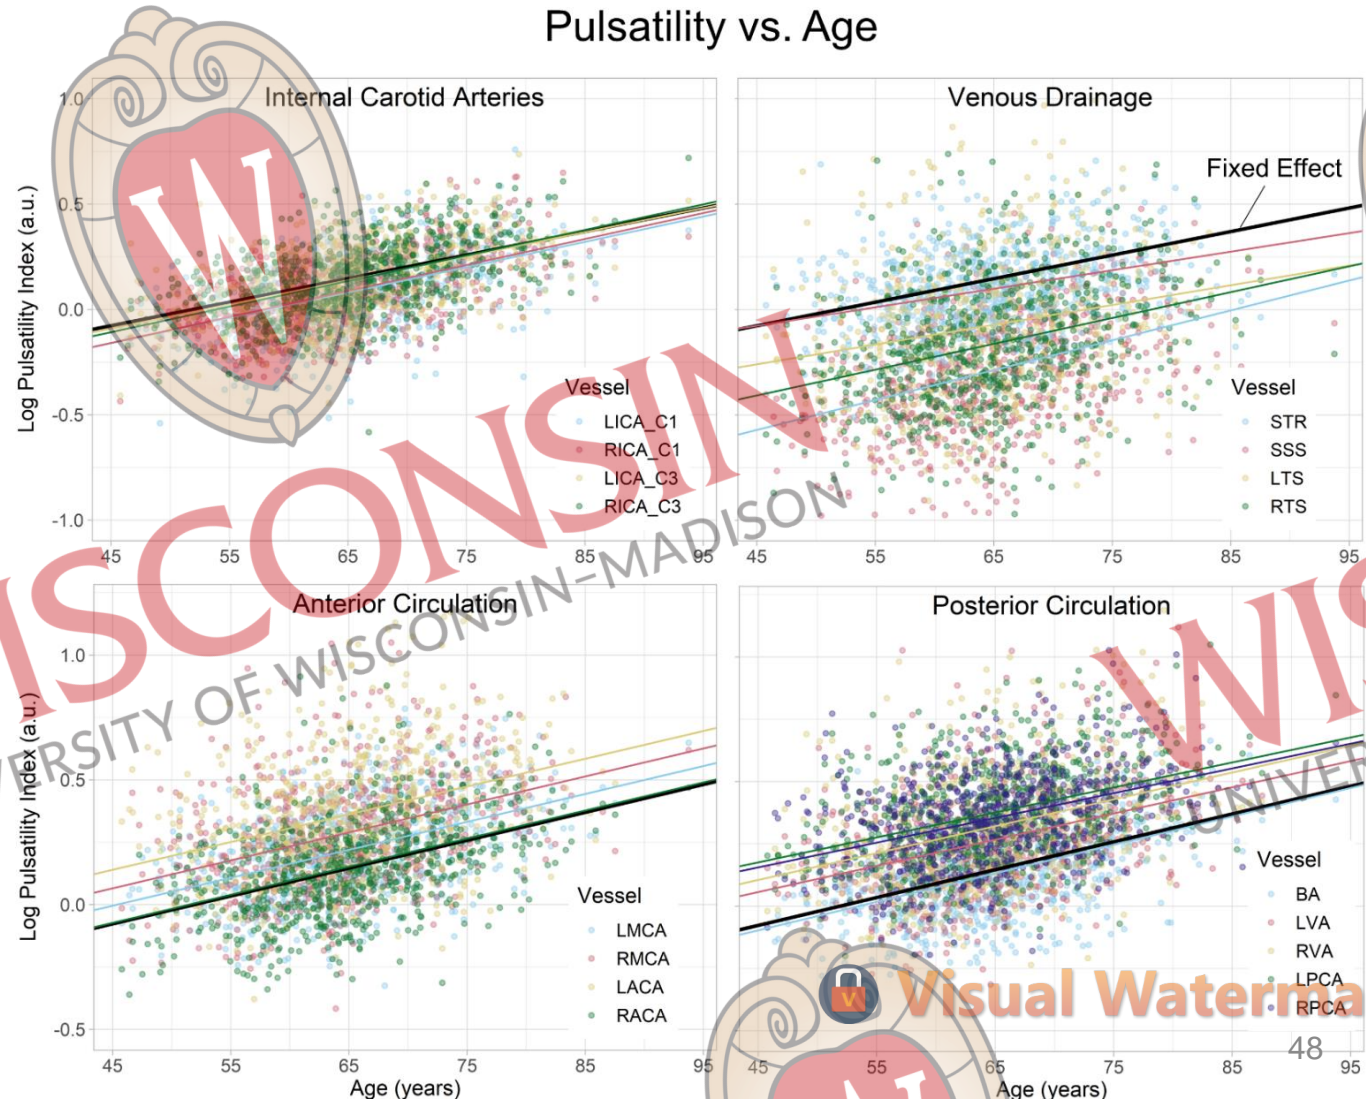 Pulsatility vs. Age
Internal Carotid Arteries
Log Pulsatility Index (a.u.)
1.0
0.5
0.0
-0.5
-1.0
45 55 65 75 85 95
Vessel
LICA_C1
RICA_C1
LICA_C3
RICA_C3
Venous Drainage
Fixed Effect
Vessel
STR
SSS
LTS
RTS
45 55 65 75 85 95
Anterior Circulation
Log Pulsatility Index (a.u.)
1.0
0.5
0.0
-0.5
45 55 65 75 85 95
Age (years)
Vessel
LMCA
RMCA
LACA
RACA
Posterior Circulation
Vessel
BA
LVA
RVA
LPCA
RPCA
45 55 65 75 85 95
Age (years)
48
W
ISCONSIN
VERSITY OF WISCONSIN-MADISON
WIS
UNIVER
W
V
Visual Waterma